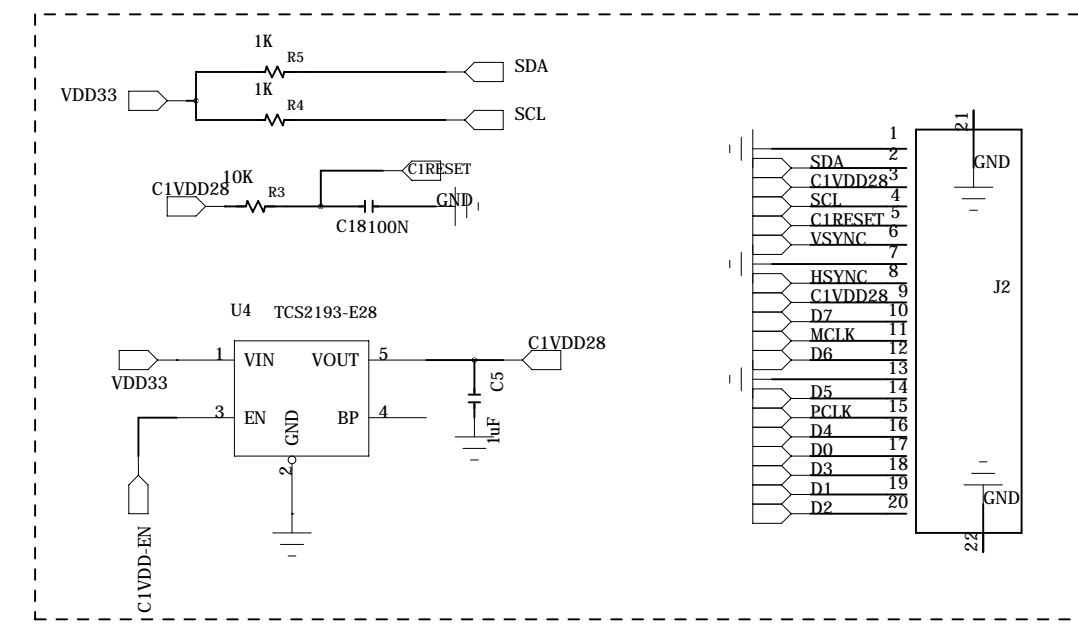 1K
R5
SDA
VDD33
1K
R4
SCL
C1RESET
C1VDD28
10K
R3
GND
C18
100N
U4
TCS2193-E28
C1VDD28
1
VIN
VOUT
5
VDD33
C5
1uF
3
EN
GND
BP
4
2
C1VDD-EN
21
GND
1
SDA 2
C1VDD28 3
SCL 4
C1RESET 5
VSYNC 6
7
HSYNC 8
C1VDD28 9
D7 10
MCLK 11
D6 12
13
D5 14
PCLK 15
D4 16
D0 17
D3 18
D1 19
D2 20
J2
GND
22